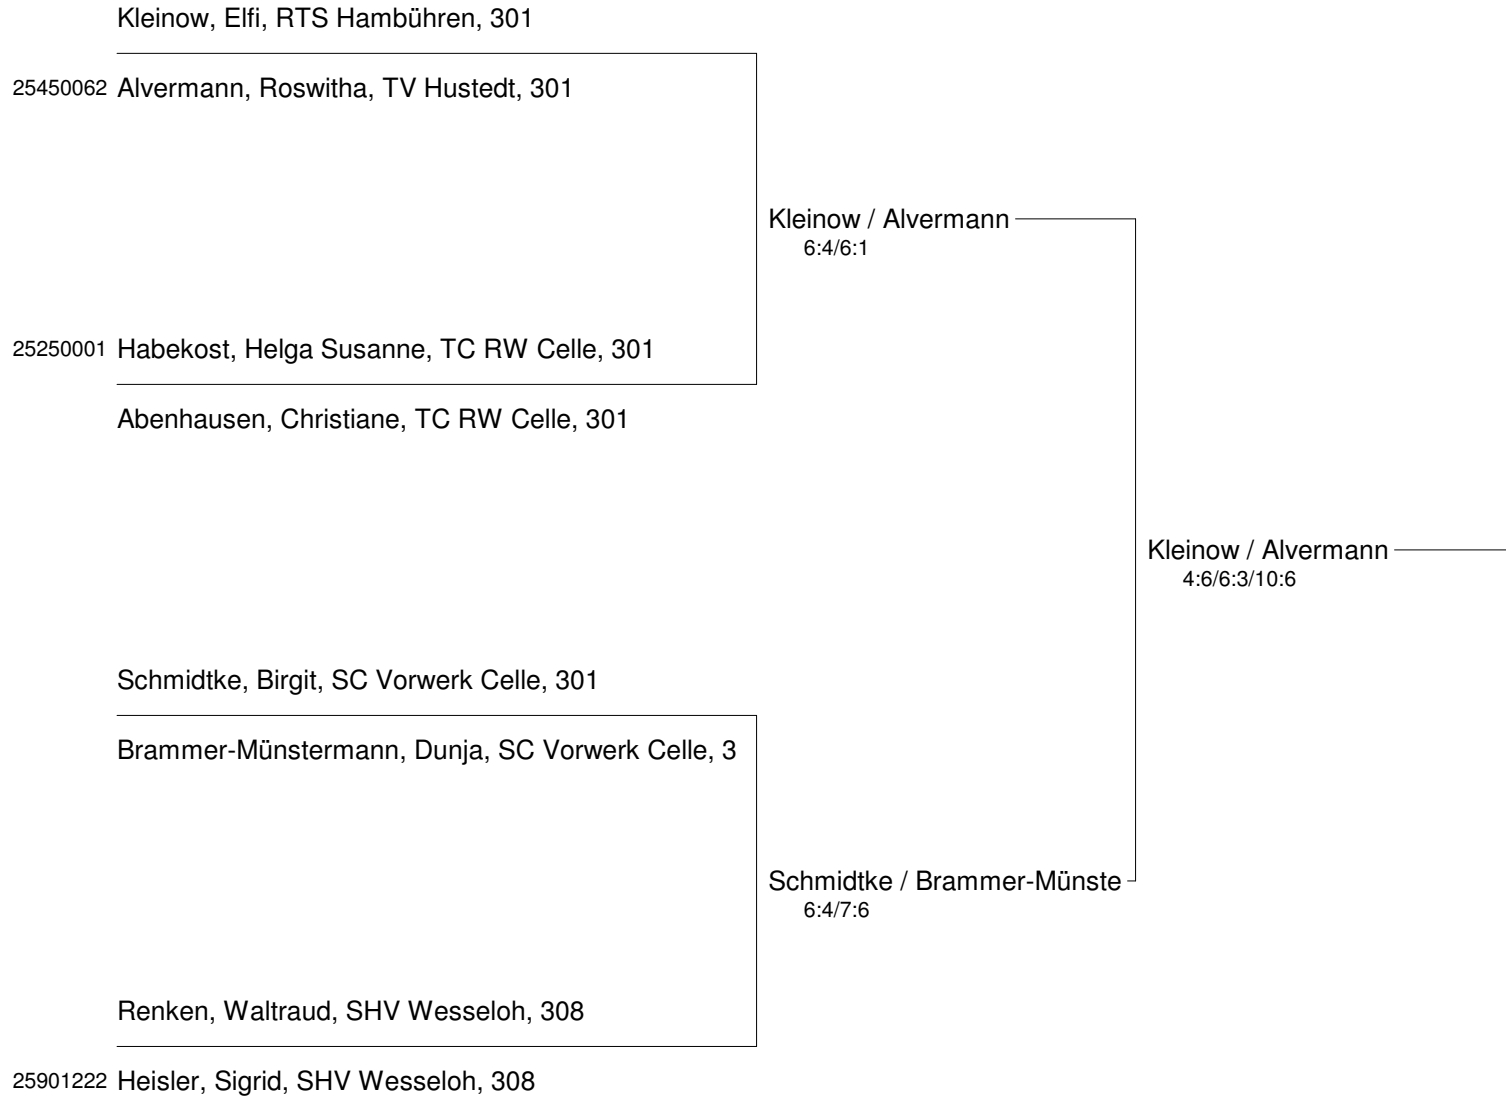 Kleinow, Elfi, RTS Hambühren, 301
25450062 Alvermann, Roswitha, TV Hustedt, 301
Kleinow / Alvermann
6:4/6:1
25250001 Habekost, Helga Susanne, TC RW Celle, 301
Abenhausen, Christiane, TC RW Celle, 301
Kleinow / Alvermann
4:6/6:3/10:6
Schmidtke, Birgit, SC Vorwerk Celle, 301
Brammer-Münstermann, Dunja, SC Vorwerk Celle, 3
Schmidtke / Brammer-Münste
6:4/7:6
Renken, Waltraud, SHV Wesseloh, 308
25901222 Heisler, Sigrid, SHV Wesseloh, 308